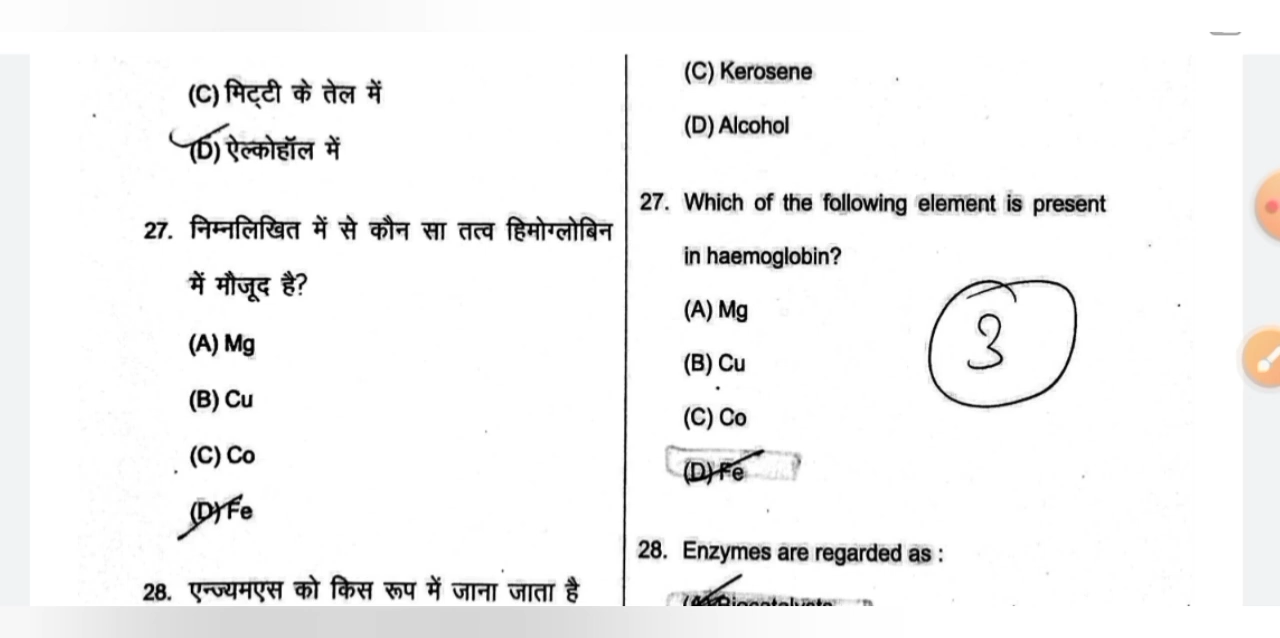 (C) मिट्टी के तेल में
(D) ऐल्कोहॉल में
27. निम्नलिखित में से कौन सा तत्व हिमोग्लोबिन
में मौजूद है?
(A) Mg
(B) Cu
(C) Co
(D) Fe
28. एन्ज्यमएस को किस रूप में जाना जाता है
(C) Kerosene
(D) Alcohol
27. Which of the following element is present
in haemoglobin?
(A) Mg
(B) Cu
(C) Co
(D) Fe
3
28. Enzymes are regarded as :